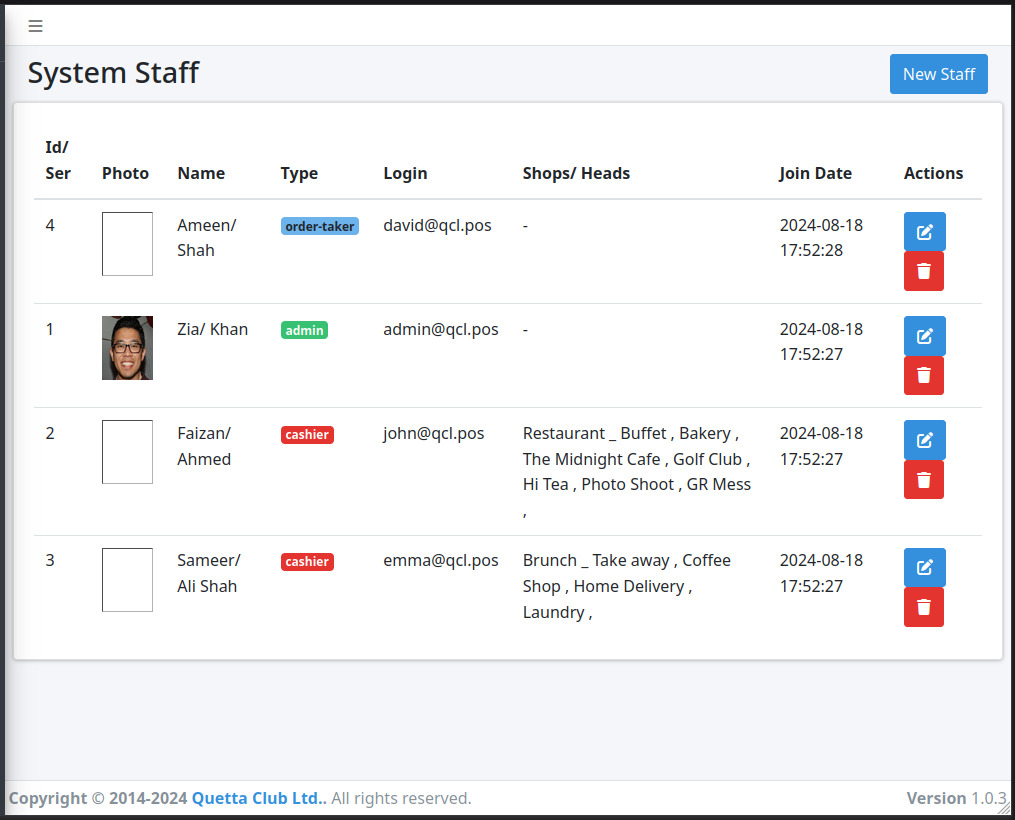 System Staff
New Staff
Id/
Ser Photo Name Type Login Shops/ Heads Join Date Actions
4 Ameen/ order-taker david@qcl.pos - 2024-08-18
Shah 17:52:28
1 Zia/ Khan admin admin@qcl.pos - 2024-08-18
17:52:27
2 Faizan/ cashier john@qcl.pos Restaurant _ Buffet , Bakery , 2024-08-18
Ahmed The Midnight Cafe , Golf Club , 17:52:27
Hi Tea , Photo Shoot , GR Mess
,
3 Sameer/ cashier emma@qcl.pos Brunch _ Take away , Coffee 2024-08-18
Ali Shah Shop , Home Delivery , 17:52:27
Laundry ,
Copyright © 2014-2024 Quetta Club Ltd.. All rights reserved. Version 1.0.3